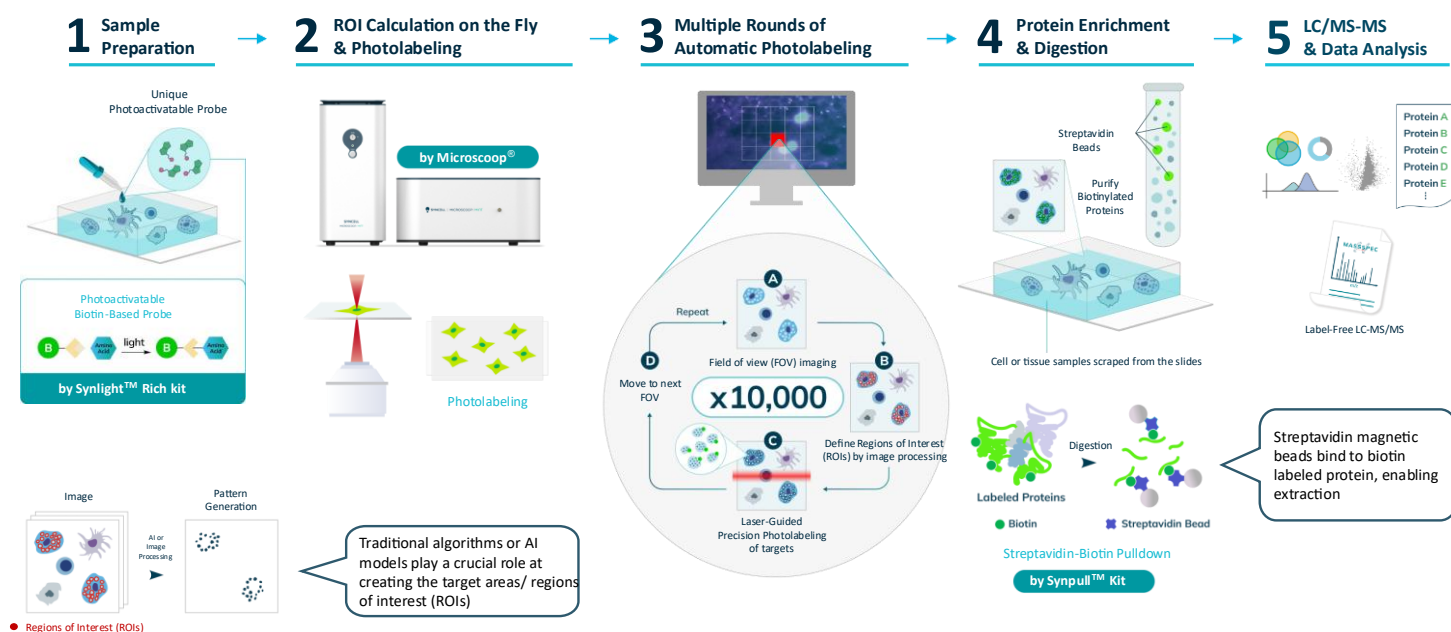 1 Sample
Preparation
2 ROI Calculation on the Fly
& Photolabeling
3 Multiple Rounds of
Automatic Photolabeling
4 Protein Enrichment
& Digestion
5 LC/MS-MS
& Data Analysis
Unique
Photoactivatable Probe
Photoactivatable
Biotin-Based Probe
B
Amino
Acid
light
B
Amino
Acid
by Synlight™ Rich kit
by Microscoop®
SYNCELL
SYNCELL
Photolabeling
Image
AI or
Image
Processing
Pattern
Generation
Regions of Interest (ROIs)
Traditional algorithms or AI
models play a crucial role at
creating the target areas/ regions
of interest (ROIs)
A
Repeat
Field of view (FOV) imaging
D
Move to next
FOV
x10,000
B
Define Regions of Interest
(ROIs) by image processing
C
Laser-Guided
Precision Photolabeling
of targets
Streptavidin
Beads
Purify
Biotinylated
Proteins
Cell or tissue samples scraped from the slides
Digestion
Labeled Proteins
Biotin
Streptavidin Bead
Streptavidin-Biotin Pulldown
by Synpull™ Kit
Protein A
Protein B
Protein C
Protein D
Protein E
⋮
MASSSPEC
Label-Free LC-MS/MS
Streptavidin magnetic
beads bind to biotin
labeled protein, enabling
extraction